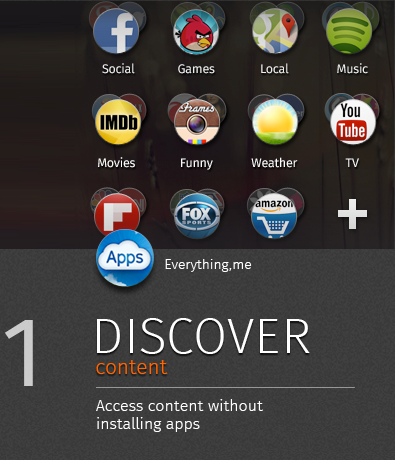 Social Games Local Music
IMDb Frames You Tube
Movies Funny Weather TV
FOX SPORTS amazon
Apps Everything,me
1 DISCOVER
content
Access content without
installing apps